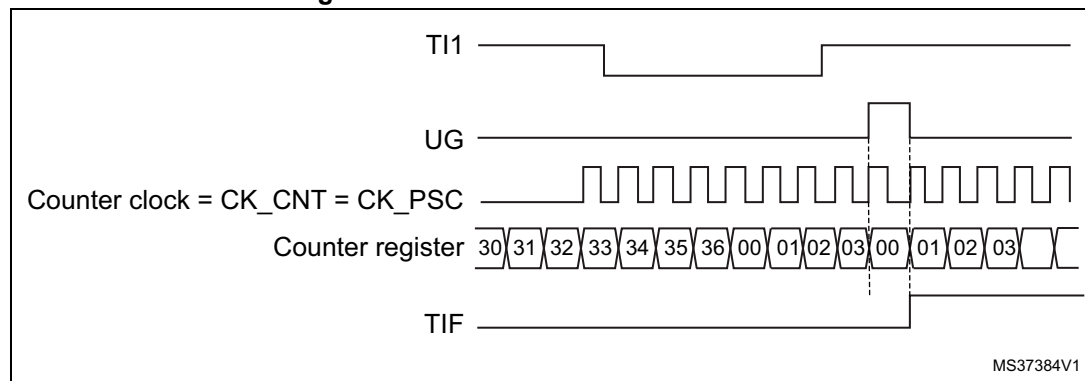 TI1
UG
Counter clock = CK_CNT = CK_PSC
Counter register 30 31 32 33 34 35 36 00 01 02 03 00 01 02 03
TIF
MS37384V1